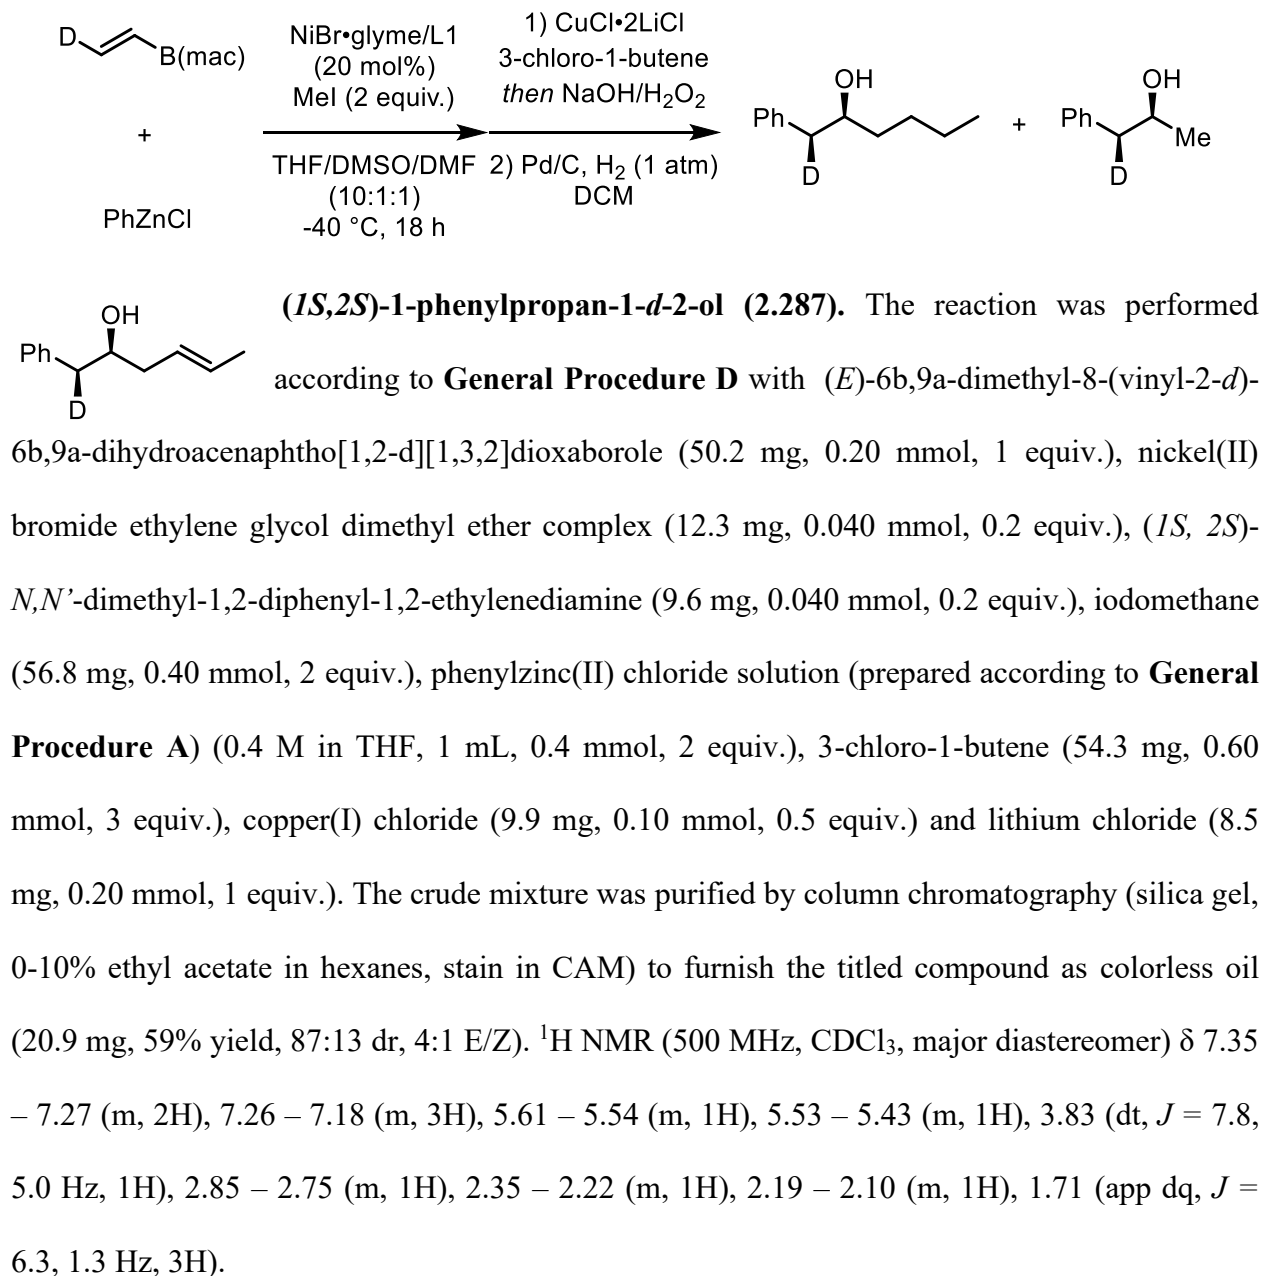 D
B(mac)
+
PhZnCl
NiBr•glyme/L1
(20 mol%)
MeI (2 equiv.)
THF/DMSO/DMF
(10:1:1)
-40 °C, 18 h
1) CuCl•2LiCl
3-chloro-1-butene
then NaOH/H₂O₂
2) Pd/C, H₂ (1 atm)
DCM
OH
Ph
D
+
OH
Ph
Me
D
OH
Ph
D
(1S,2S)-1-phenylpropan-1-d-2-ol (2.287). The reaction was performed
according to General Procedure D with (E)-6b,9a-dimethyl-8-(vinyl-2-d)-
6b,9a-dihydroacenaphtho[1,2-d][1,3,2]dioxaborole (50.2 mg, 0.20 mmol, 1 equiv.), nickel(II)
bromide ethylene glycol dimethyl ether complex (12.3 mg, 0.040 mmol, 0.2 equiv.), (1S, 2S)-
N,N’-dimethyl-1,2-diphenyl-1,2-ethylenediamine (9.6 mg, 0.040 mmol, 0.2 equiv.), iodomethane
(56.8 mg, 0.40 mmol, 2 equiv.), phenylzinc(II) chloride solution (prepared according to General
Procedure A) (0.4 M in THF, 1 mL, 0.4 mmol, 2 equiv.), 3-chloro-1-butene (54.3 mg, 0.60
mmol, 3 equiv.), copper(I) chloride (9.9 mg, 0.10 mmol, 0.5 equiv.) and lithium chloride (8.5
mg, 0.20 mmol, 1 equiv.). The crude mixture was purified by column chromatography (silica gel,
0-10% ethyl acetate in hexanes, stain in CAM) to furnish the titled compound as colorless oil
(20.9 mg, 59% yield, 87:13 dr, 4:1 E/Z). ¹H NMR (500 MHz, CDCl₃, major diastereomer) δ 7.35
– 7.27 (m, 2H), 7.26 – 7.18 (m, 3H), 5.61 – 5.54 (m, 1H), 5.53 – 5.43 (m, 1H), 3.83 (dt, J = 7.8,
5.0 Hz, 1H), 2.85 – 2.75 (m, 1H), 2.35 – 2.22 (m, 1H), 2.19 – 2.10 (m, 1H), 1.71 (app dq, J =
6.3, 1.3 Hz, 3H).